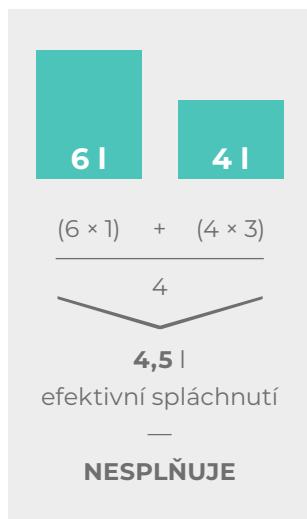 6 l 4 l
(6 × 1) + (4 × 3)
4
4,5 l
efektivní spláchnutí
—
NESPLŇUJE